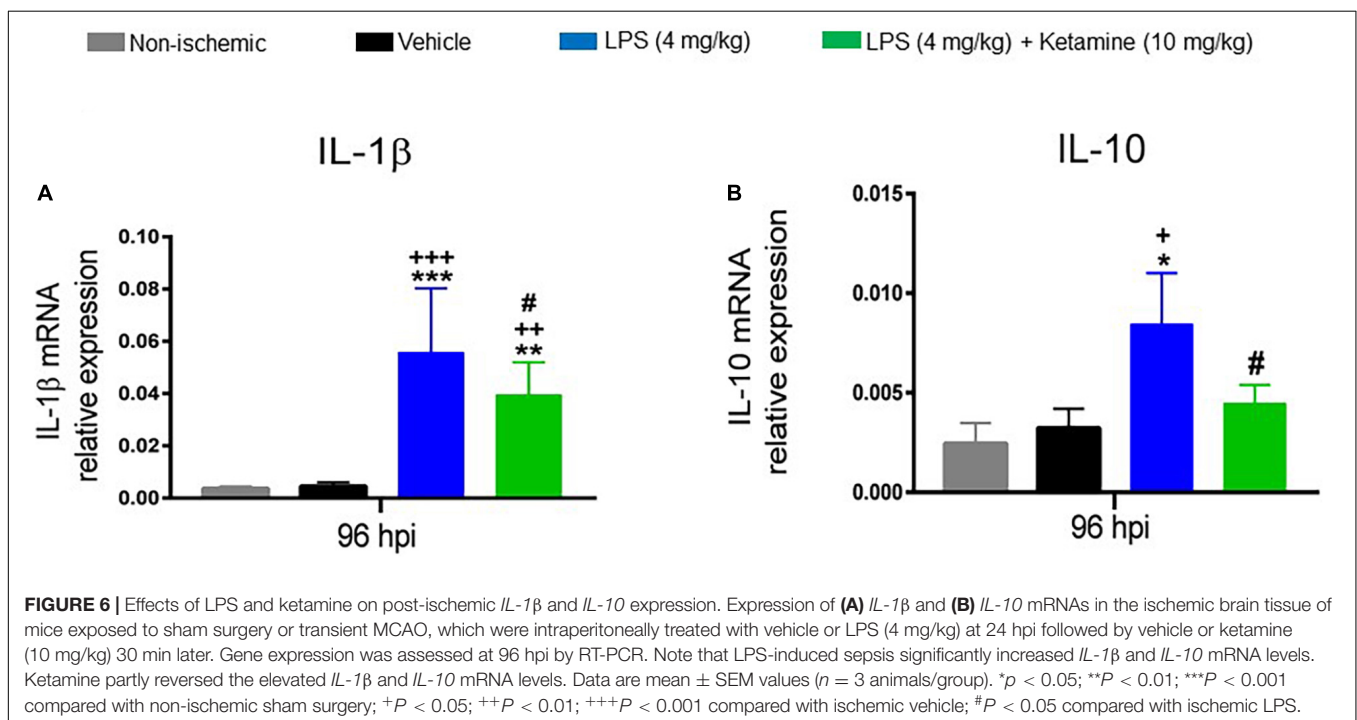 Non-ischemic Vehicle LPS (4 mg/kg) LPS (4 mg/kg) + Ketamine (10 mg/kg)
IL-1β
A
IL-1β mRNA
relative expression
0.10
0.08
0.06
0.04
0.02
0.00
+++
***
#
++
**
96 hpi
IL-10
B
IL-10 mRNA
relative expression
0.015
0.010
0.005
0.000
+
*
#
96 hpi
FIGURE 6 | Effects of LPS and ketamine on post-ischemic IL-1β and IL-10 expression. Expression of (A) IL-1β and (B) IL-10 mRNAs in the ischemic brain tissue of
mice exposed to sham surgery or transient MCAO, which were intraperitoneally treated with vehicle or LPS (4 mg/kg) at 24 hpi followed by vehicle or ketamine
(10 mg/kg) 30 min later. Gene expression was assessed at 96 hpi by RT-PCR. Note that LPS-induced sepsis significantly increased IL-1β and IL-10 mRNA levels.
Ketamine partly reversed the elevated IL-1β and IL-10 mRNA levels. Data are mean ± SEM values (n = 3 animals/group). *p < 0.05; **P < 0.01; ***P < 0.001
compared with non-ischemic sham surgery; +P < 0.05; ++P < 0.01; +++P < 0.001 compared with ischemic vehicle; #P < 0.05 compared with ischemic LPS.